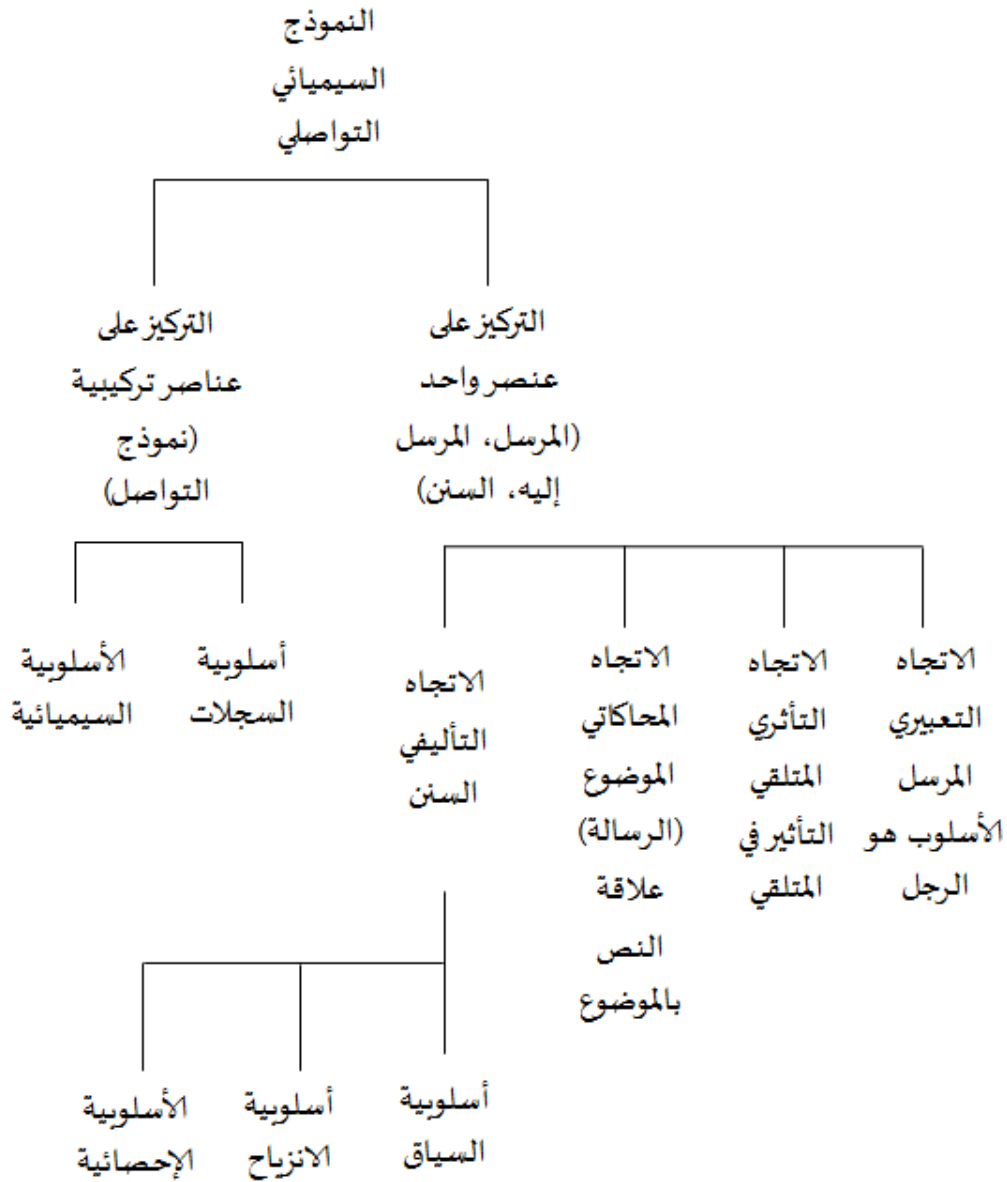 النموذج
السيميائي
التواصلي
التركيز على
عنصر واحد
(المرسل، المرسل
إليه، السنن)
التركيز على
عناصر تركيبية
(نموذج
التواصل)
الاتجاه
التعبيري
المرسل
الأسلوب هو
الرجل
الاتجاه
التأثري
المتلقي
التأثير في
المتلقي
الاتجاه
المحاكاتي
الموضوع
(الرسالة)
علاقة
النص
بالموضوع
الاتجاه
التأليفي
السنن
أسلوبية
السجلات
الأسلوبية
السيميائية
أسلوبية
السياق
أسلوبية
الانزياح
الأسلوبية
الإحصائية